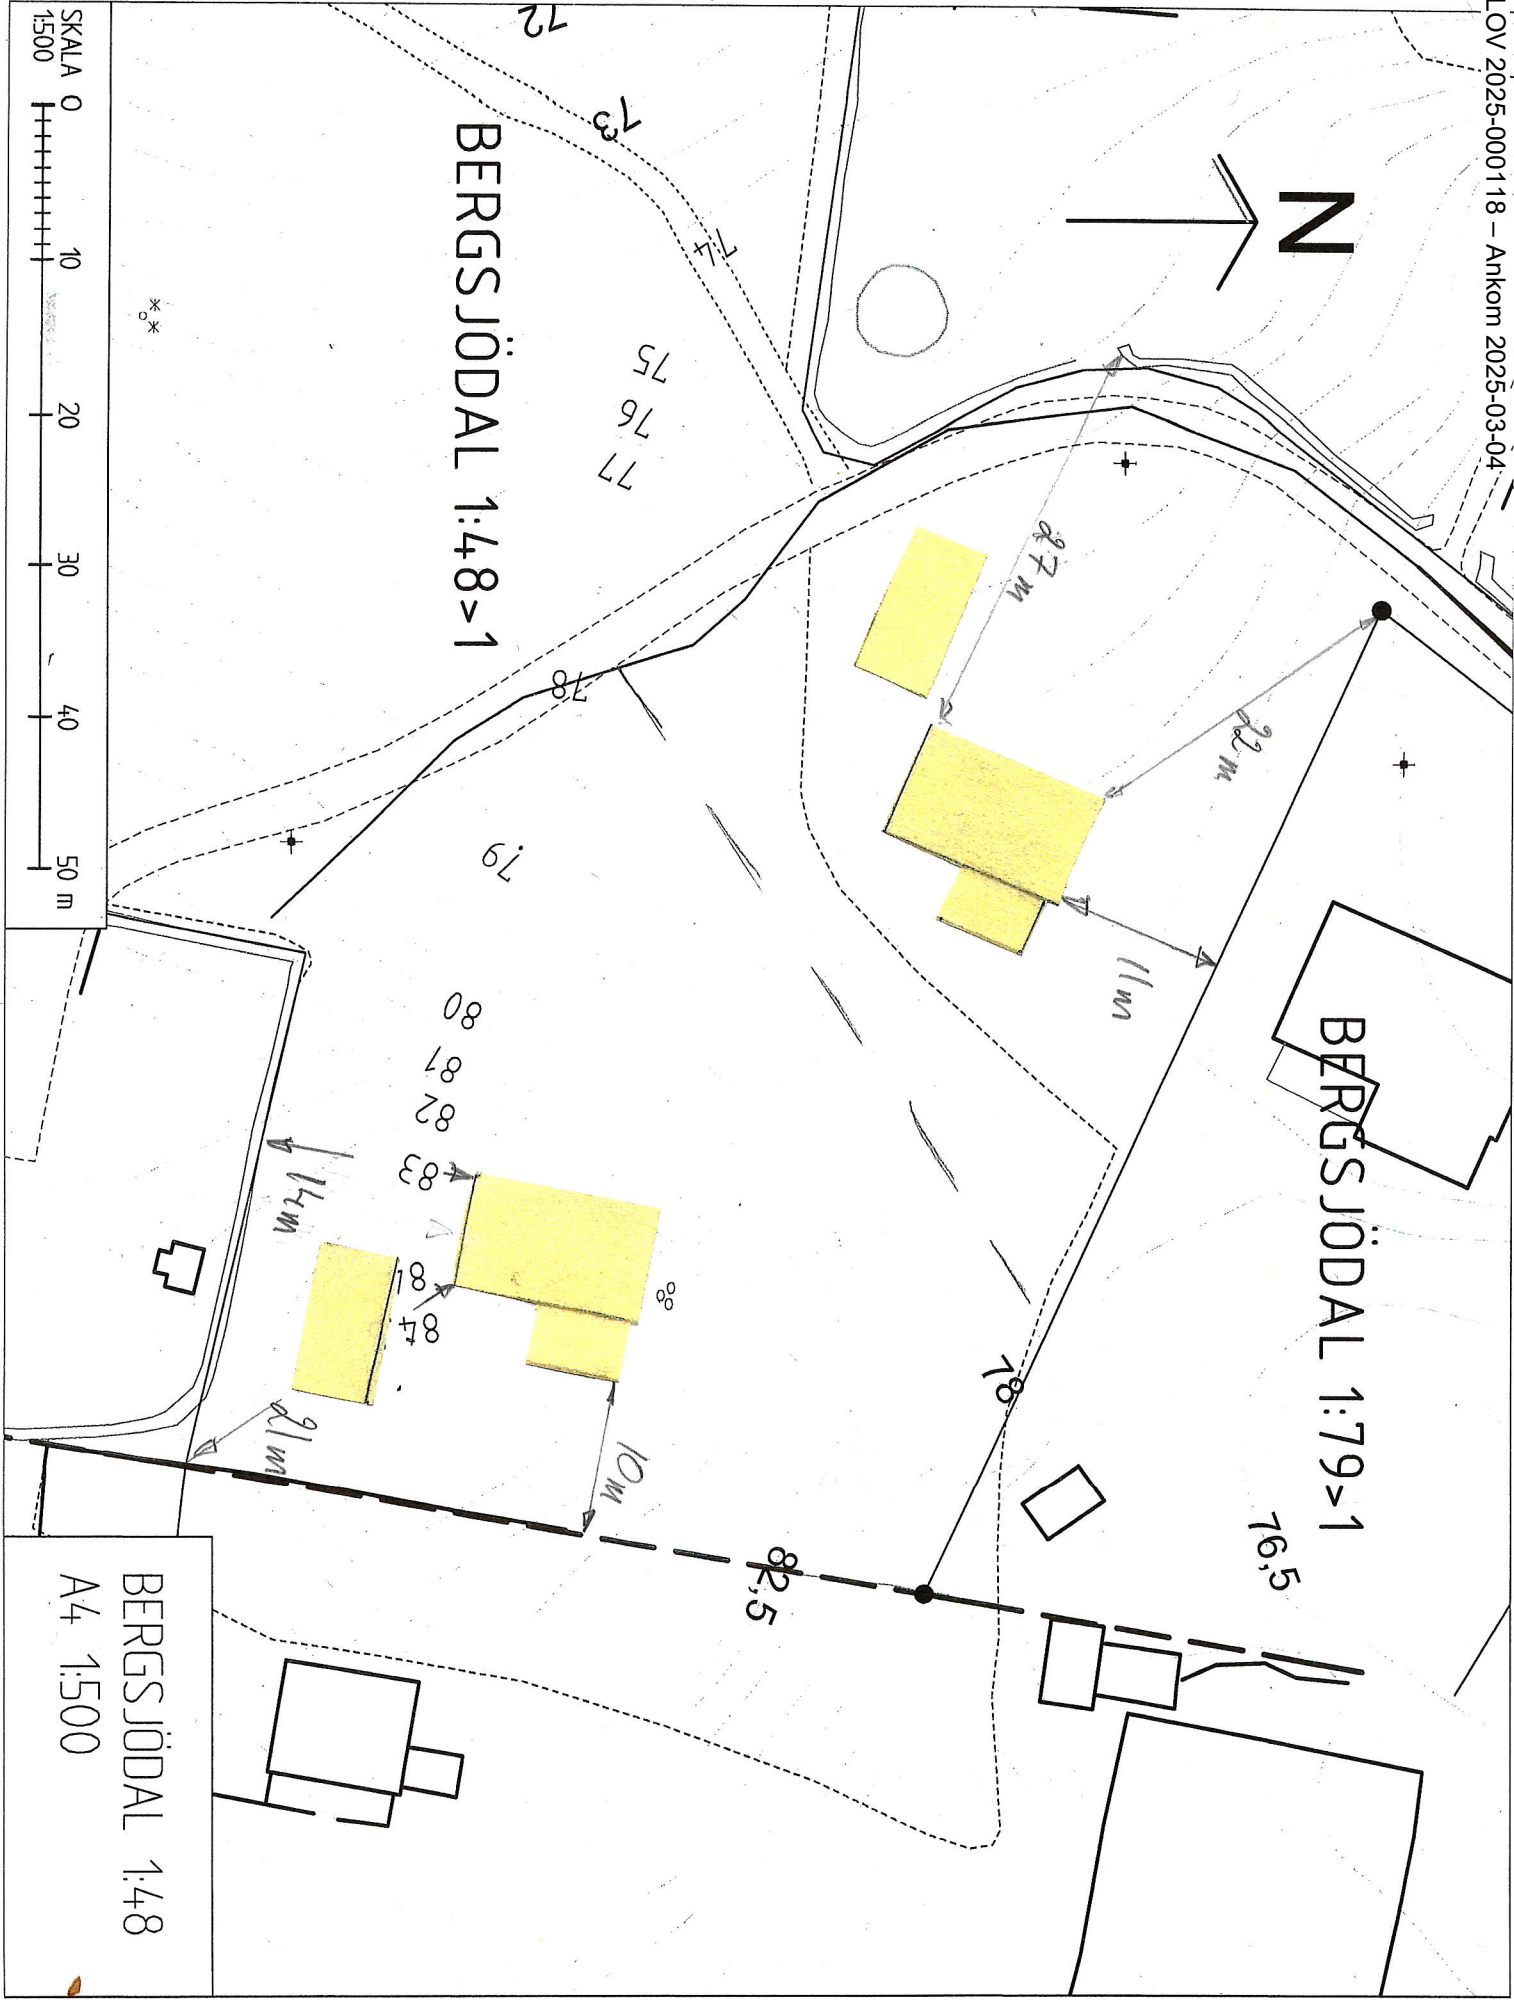 LOV 2025-000118 – Ankom 2025-03-04
N
BERGSJÖDAL 1:79>1
76,5
22 m
27 m
11 m
78
82,5
72
73
74
75
76
77
78
79
80
81
82
83
81
84
10 m
14 m
21 m
BERGSJÖDAL 1:48>1
SKALA
1:500
0 10 20 30 40 50 m
BERGSJÖDAL 1:48
A4 1:500